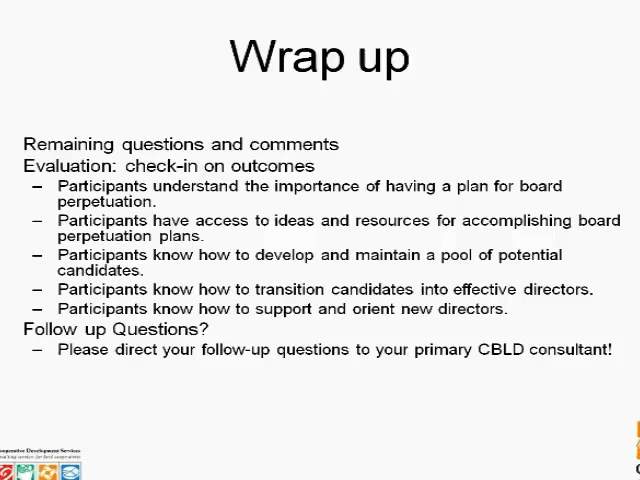 Wrap up
Remaining questions and comments
Evaluation: check-in on outcomes
– Participants understand the importance of having a plan for board
perpetuation.
– Participants have access to ideas and resources for accomplishing board
perpetuation plans.
– Participants know how to develop and maintain a pool of potential
candidates.
– Participants know how to transition candidates into effective directors.
– Participants know how to support and orient new directors.
Follow up Questions?
– Please direct your follow-up questions to your primary CBLD consultant!
Development Services